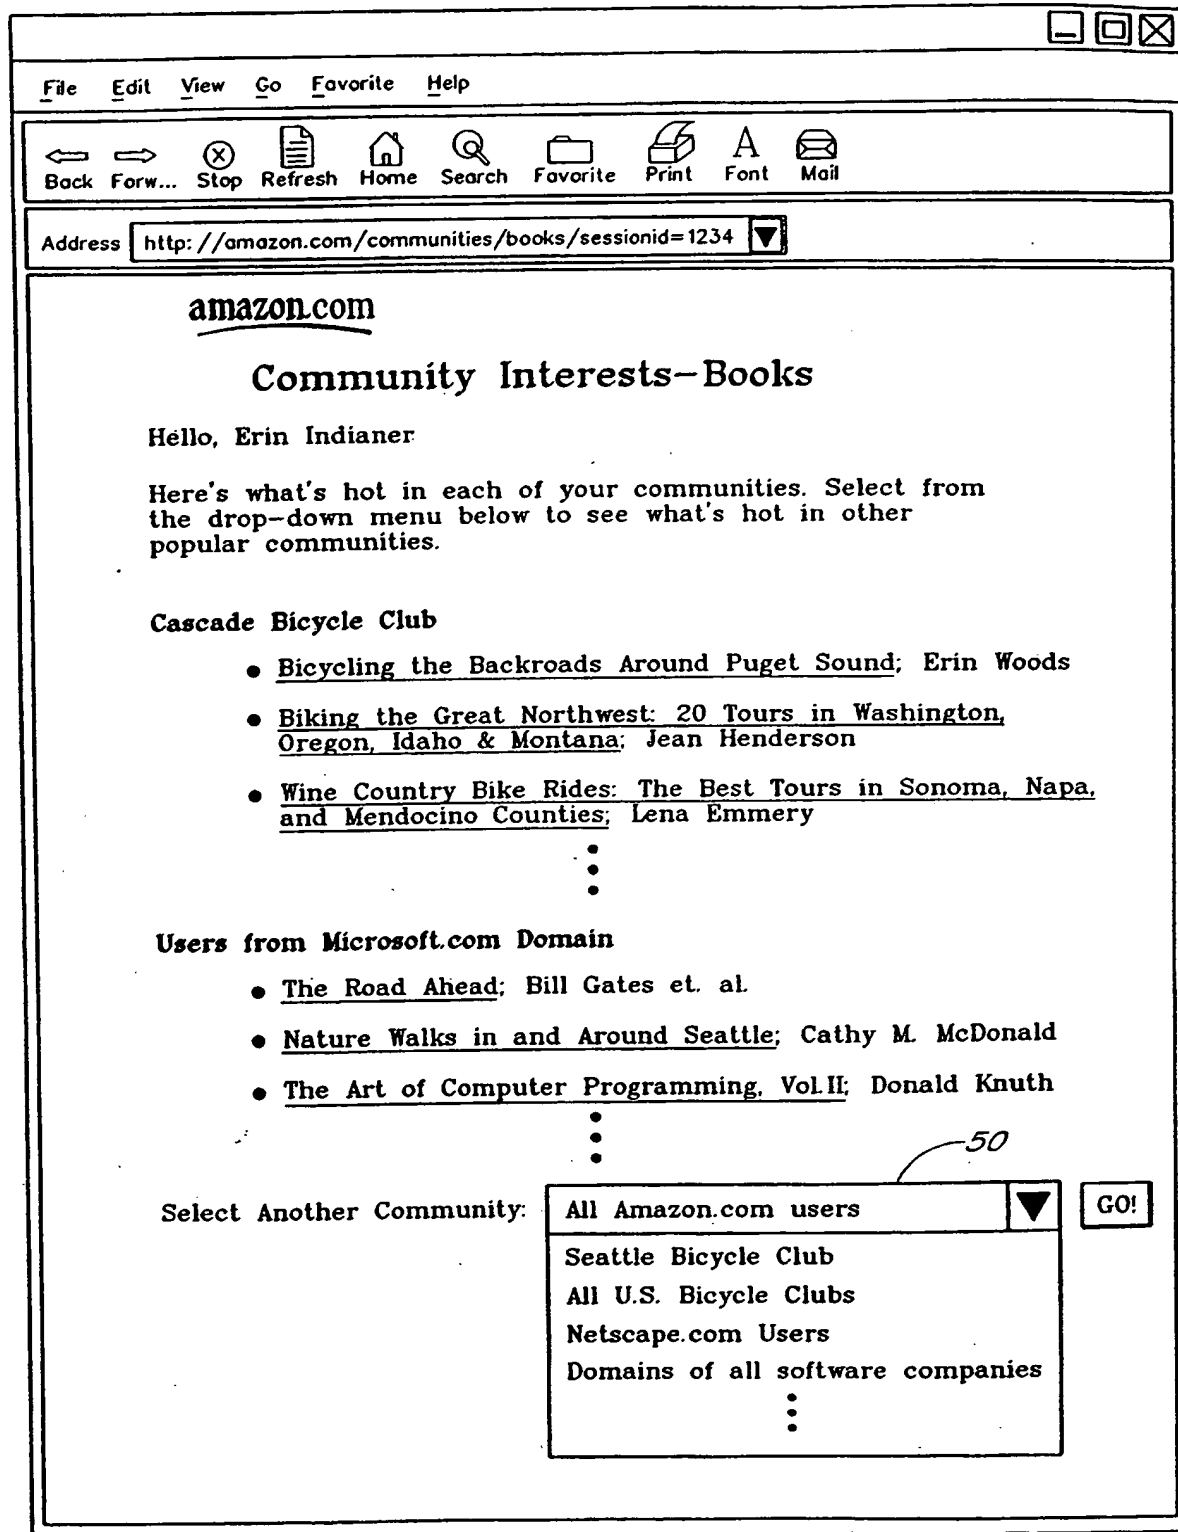 File Edit View Go Favorite Help
Back Forw... Stop Refresh Home Search Favorite Print Font Mail
Address http://amazon.com/communities/books/sessionid=1234
amazon.com
Community Interests-Books
Hello, Erin Indianer
Here's what's hot in each of your communities. Select from
the drop-down menu below to see what's hot in other
popular communities.
Cascade Bicycle Club
• Bicycling the Backroads Around Puget Sound; Erin Woods
• Biking the Great Northwest: 20 Tours in Washington,
Oregon, Idaho & Montana; Jean Henderson
• Wine Country Bike Rides: The Best Tours in Sonoma, Napa,
and Mendocino Counties; Lena Emmery
Users from Microsoft.com Domain
• The Road Ahead; Bill Gates et. al.
• Nature Walks in and Around Seattle; Cathy M. McDonald
• The Art of Computer Programming, Vol.II; Donald Knuth
50
Select Another Community: All Amazon.com users GO!
Seattle Bicycle Club
All U.S. Bicycle Clubs
Netscape.com Users
Domains of all software companies